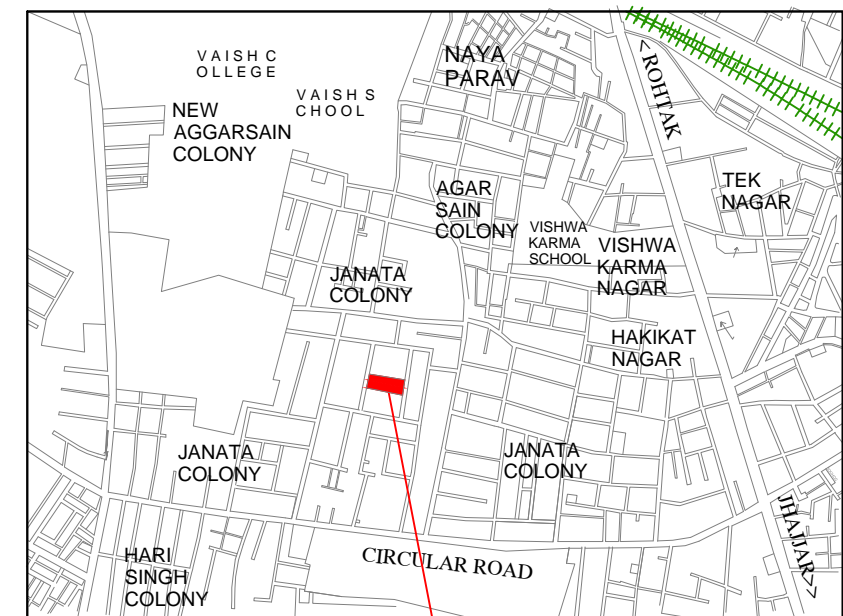 VAISH C
OLLEGE
VAISH S
CHOOL
NAYA
PARAV
<ROHTAK
NEW
AGGARSAIN
COLONY
TEK
NAGAR
AGAR
SAIN
COLONY
VISHWA
KARMA
SCHOOL
VISHWA
KARMA
NAGAR
JANATA
COLONY
HAKIKAT
NAGAR
JANATA
COLONY
JANATA
COLONY
JHAJJAR>>
CIRCULAR ROAD
HARI
SINGH
COLONY